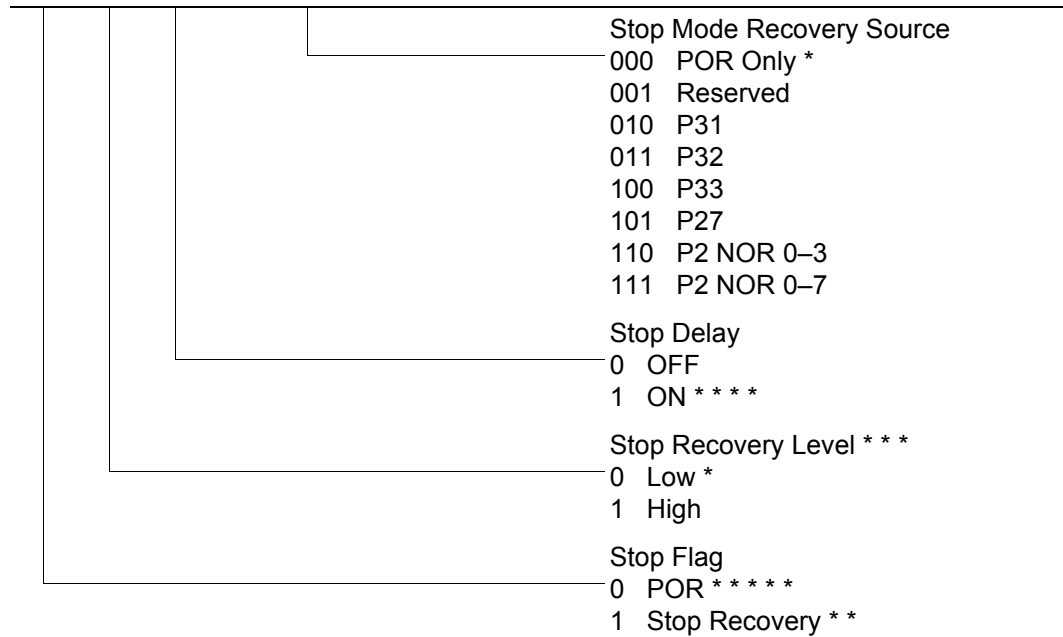 Stop Mode Recovery Source
000 POR Only *
001 Reserved
010 P31
011 P32
100 P33
101 P27
110 P2 NOR 0–3
111 P2 NOR 0–7
Stop Delay
0 OFF
1 ON * * * *
Stop Recovery Level * * *
0 Low *
1 High
Stop Flag
0 POR * * * * *
1 Stop Recovery * *